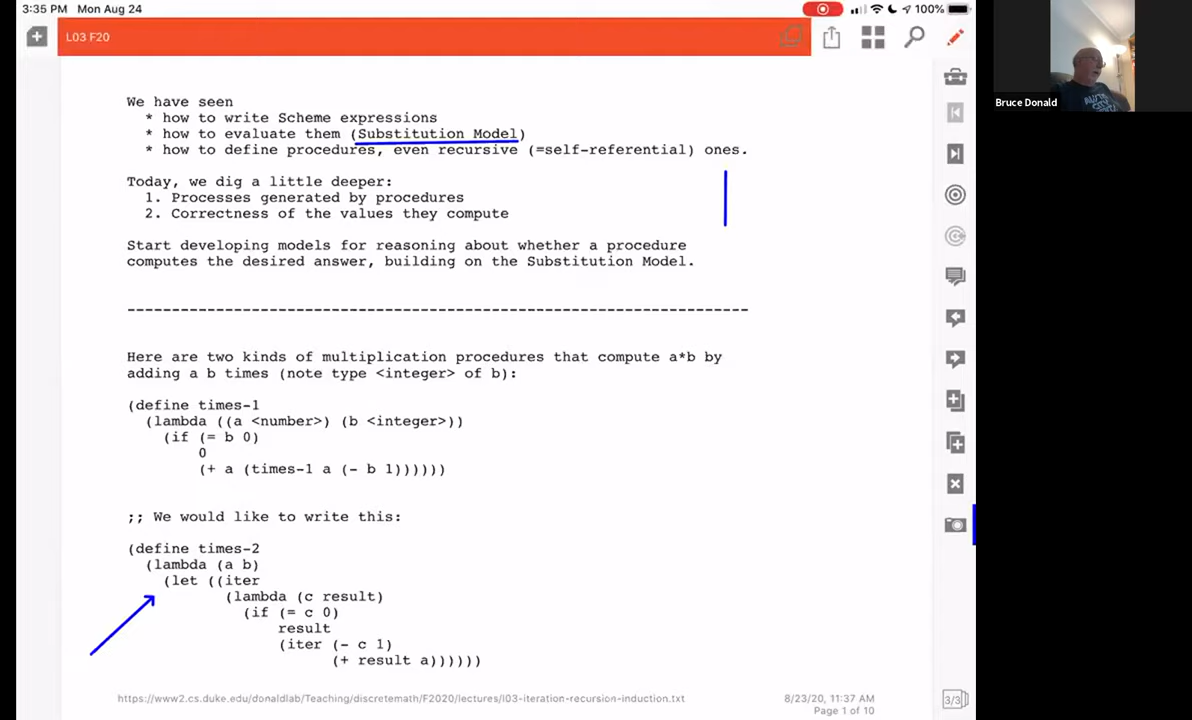 3:35 PM Mon Aug 24
100%
L03 F20
Bruce Donald
We have seen
* how to write Scheme expressions
* how to evaluate them (Substitution Model)
* how to define procedures, even recursive (=self-referential) ones.
Today, we dig a little deeper:
1. Processes generated by procedures
2. Correctness of the values they compute
Start developing models for reasoning about whether a procedure
computes the desired answer, building on the Substitution Model.
----------------------------------------------------------------------
Here are two kinds of multiplication procedures that compute a*b by
adding a b times (note type <integer> of b):
(define times-1
(lambda ((a <number>) (b <integer>))
(if (= b 0)
0
(+ a (times-1 a (- b 1))))))
;; We would like to write this:
(define times-2
(lambda (a b)
(let ((iter
(lambda (c result)
(if (= c 0)
result
(iter (- c 1)
(+ result a))))))
https://www2.cs.duke.edu/donaldlab/Teaching/discretemath/F2020/lectures/l03-iteration-recursion-induction.txt
8/23/20, 11:37 AM
Page 1 of 10
3/3